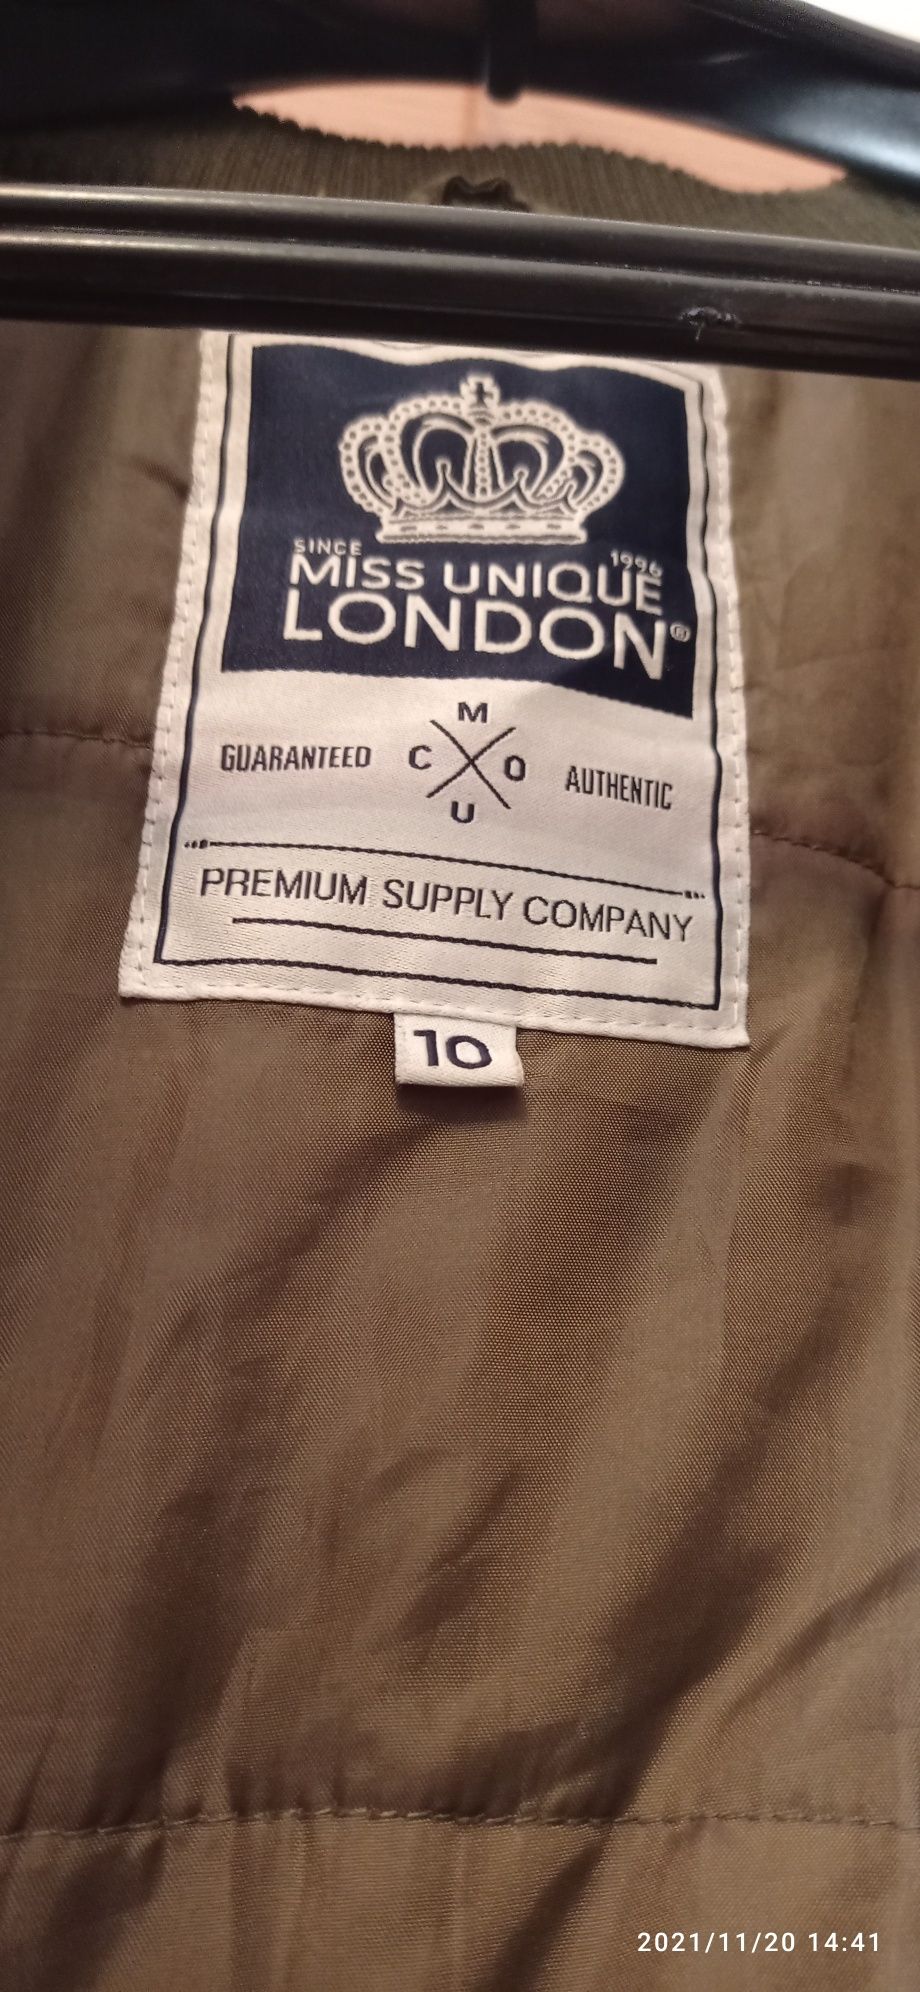 SINCE 1996
MISS UNIQUE
LONDON®
M
GUARANTEED C O AUTHENTIC
U
PREMIUM SUPPLY COMPANY
10
2021/11/20 14:41